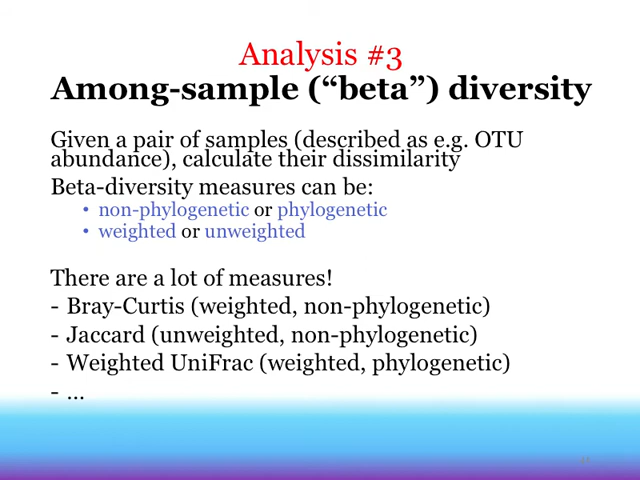 Analysis #3
Among-sample (“beta”) diversity
Given a pair of samples (described as e.g. OTU
abundance), calculate their dissimilarity
Beta-diversity measures can be:
• non-phylogenetic or phylogenetic
• weighted or unweighted
There are a lot of measures!
- Bray-Curtis (weighted, non-phylogenetic)
- Jaccard (unweighted, non-phylogenetic)
- Weighted UniFrac (weighted, phylogenetic)
- ...